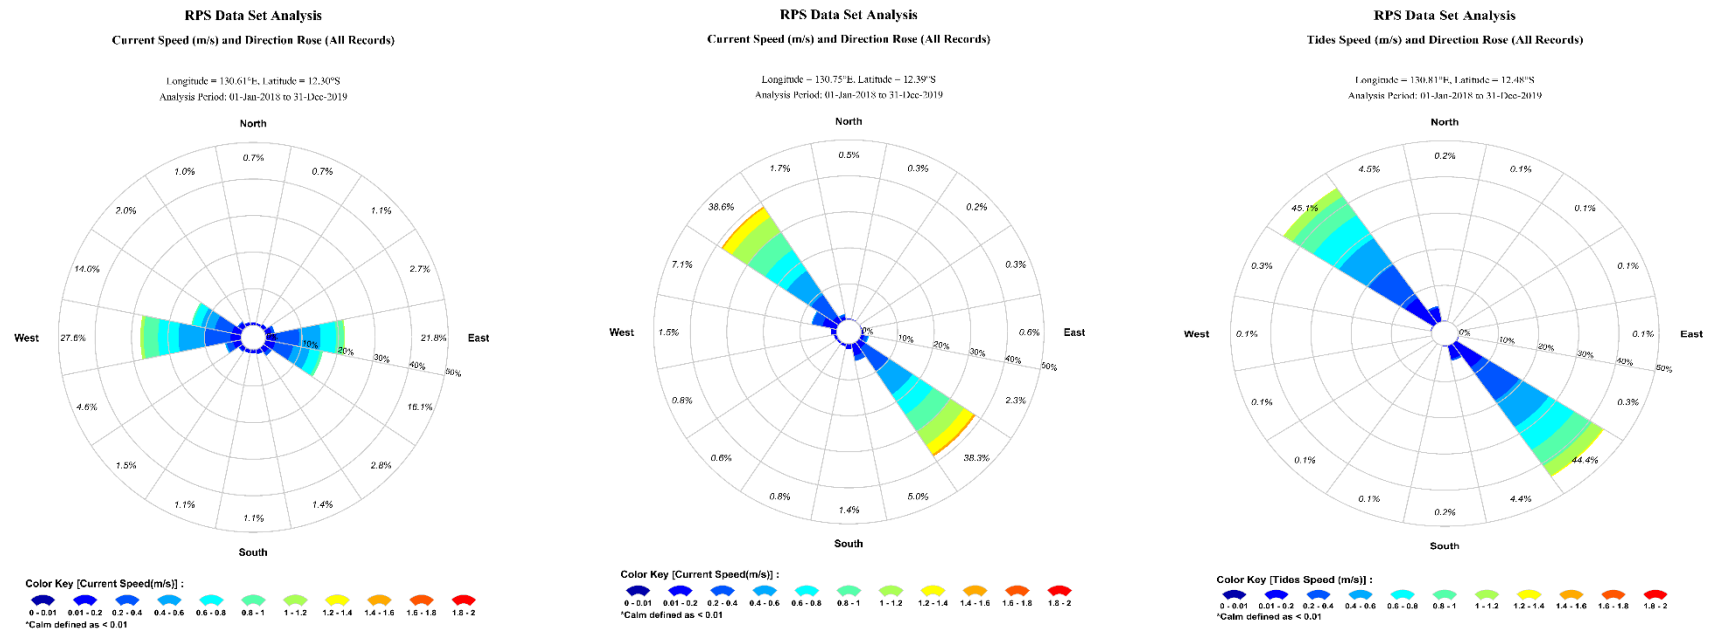 RPS Data Set Analysis
Current Speed (m/s) and Direction Rose (All Records)
Longitude = 130.61°E, Latitude = 12.30°S
Analysis Period: 01-Jan-2018 to 31-Dec-2019
North
0.7%
1.0%
0.7%
2.0%
1.1%
14.0%
2.7%
West
27.6%
21.8%
East
10%
20%
30%
40%
50%
4.6%
16.1%
1.5%
2.8%
1.1%
1.4%
1.1%
South
Color Key [Current Speed(m/s)] :
0 - 0.01 0.01 - 0.2 0.2 - 0.4 0.4 - 0.6 0.6 - 0.8 0.8 - 1 1 - 1.2 1.2 - 1.4 1.4 - 1.6 1.6 - 1.8 1.8 - 2
*Calm defined as < 0.01
RPS Data Set Analysis
Current Speed (m/s) and Direction Rose (All Records)
Longitude = 130.75°E, Latitude = 12.39°S
Analysis Period: 01-Jan-2018 to 31-Dec-2019
North
0.5%
1.7%
0.3%
38.6%
0.2%
7.1%
0.3%
West
1.5%
0.6%
East
0%
10%
20%
30%
40%
50%
0.8%
2.3%
0.6%
38.3%
0.8%
5.0%
1.4%
South
Color Key [Current Speed(m/s)] :
0 - 0.01 0.01 - 0.2 0.2 - 0.4 0.4 - 0.6 0.6 - 0.8 0.8 - 1 1 - 1.2 1.2 - 1.4 1.4 - 1.6 1.6 - 1.8 1.8 - 2
*Calm defined as < 0.01
RPS Data Set Analysis
Tides Speed (m/s) and Direction Rose (All Records)
Longitude = 130.81°E, Latitude = 12.48°S
Analysis Period: 01-Jan-2018 to 31-Dec-2019
North
0.2%
4.5%
0.1%
45.1%
0.1%
0.3%
0.1%
West
0.1%
0.1%
East
0%
10%
20%
30%
40%
50%
0.1%
0.3%
0.1%
44.4%
0.1%
4.4%
0.2%
South
Color Key [Tides Speed (m/s)] :
0 - 0.01 0.01 - 0.2 0.2 - 0.4 0.4 - 0.6 0.6 - 0.8 0.8 - 1 1 - 1.2 1.2 - 1.4 1.4 - 1.6 1.6 - 1.8 1.8 - 2
*Calm defined as < 0.01